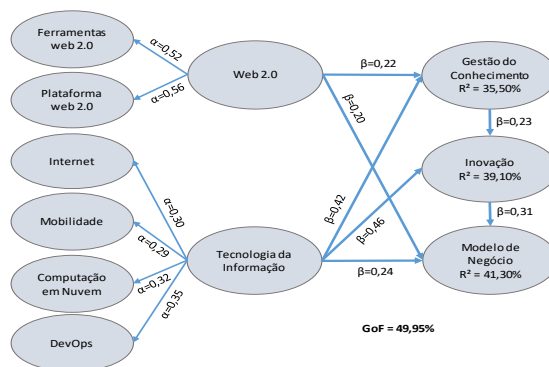 Ferramentas
web 2.0
Plataforma
web 2.0
Internet
Mobilidade
Computação
em Nuvem
DevOps
α=0,52
α=0,56
α=0,30
α=0,29
α=0,32
α=0,35
Web 2.0
Tecnologia da
Informação
β=0,22
β=0,20
β=0,42
β=0,46
β=0,24
Gestão do
Conhecimento
R² = 35,50%
β=0,23
Inovação
R² = 39,10%
β=0,31
Modelo de
Negócio
R² = 41,30%
GoF = 49,95%